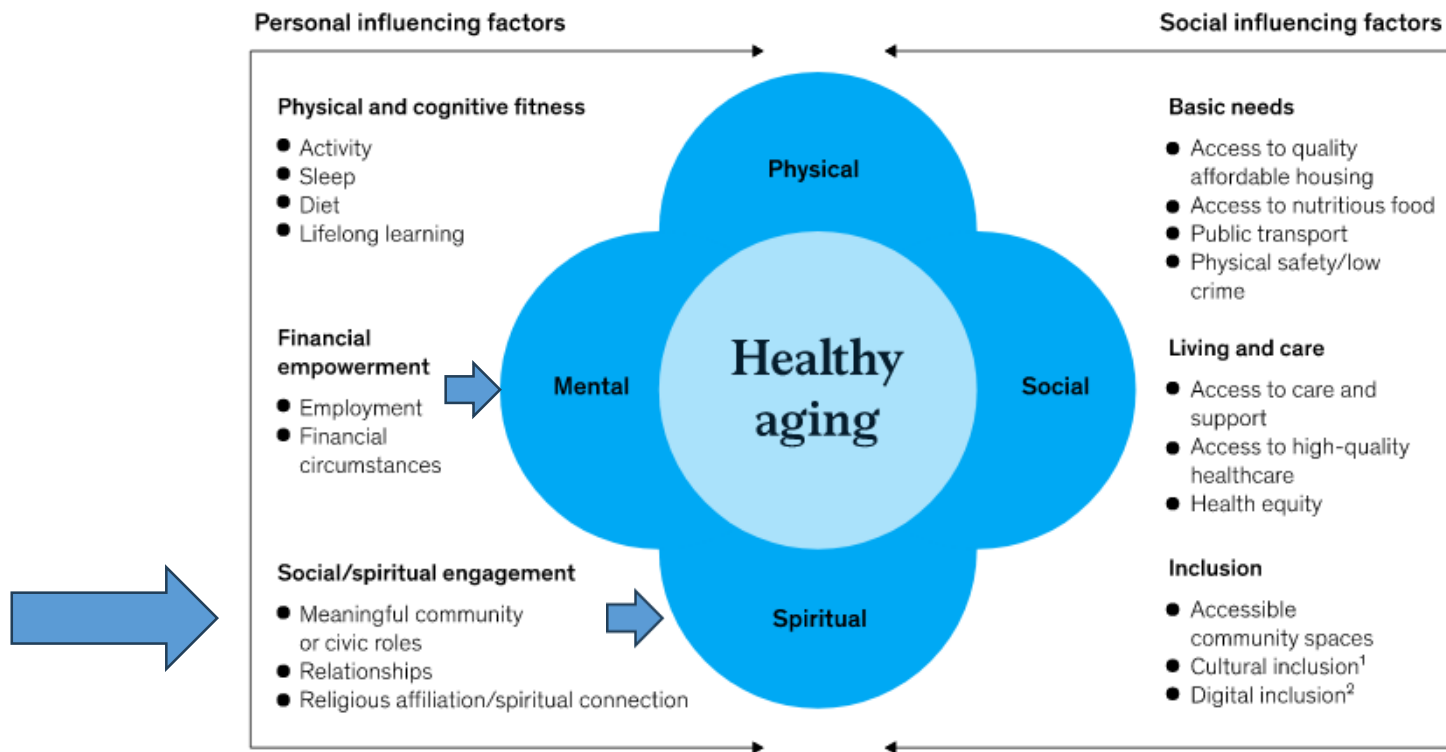 Personal influencing factors
Social influencing factors
Physical and cognitive fitness
● Activity
● Sleep
● Diet
● Lifelong learning
Financial
empowerment
● Employment
● Financial
circumstances
Social/spiritual engagement
● Meaningful community
or civic roles
● Relationships
● Religious affiliation/spiritual connection
Physical
Mental
Healthy
aging
Social
Spiritual
Basic needs
● Access to quality
affordable housing
● Access to nutritious food
● Public transport
● Physical safety/low
crime
Living and care
● Access to care and
support
● Access to high-quality
healthcare
● Health equity
Inclusion
● Accessible
community spaces
● Cultural inclusion¹
● Digital inclusion²